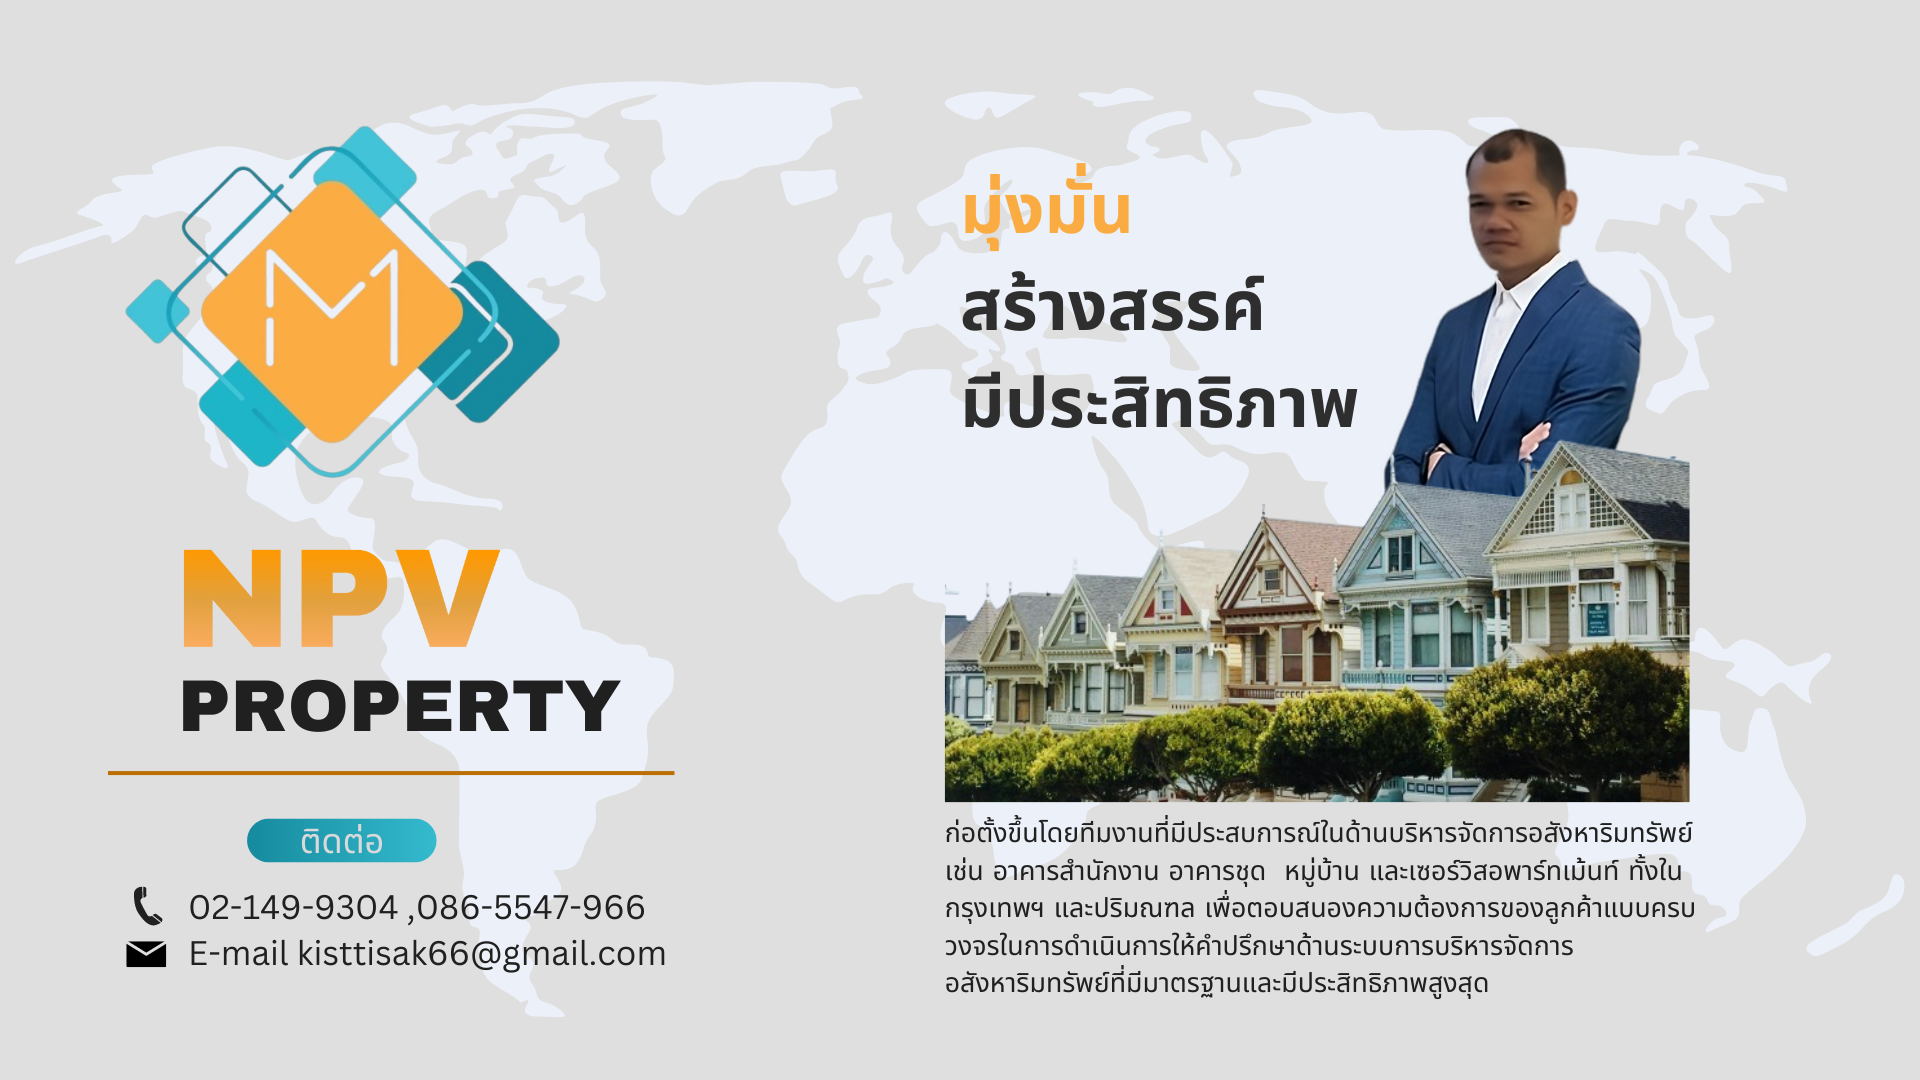 M
NPV
PROPERTY
ติดต่อ
02-149-9304 ,086-5547-966
E-mail kisttisak66@gmail.com
มุ่งมั่น
สร้างสรรค์
มีประสิทธิภาพ
ก่อตั้งขึ้นโดยทีมงานที่มีประสบการณ์ในด้านบริหารจัดการอสังหาริมทรัพย์
เช่น อาคารสำนักงาน อาคารชุด หมู่บ้าน และเซอร์วิสอพาร์ทเม้นท์ ทั้งใน
กรุงเทพฯ และปริมณฑล เพื่อตอบสนองความต้องการของลูกค้าแบบครบ
วงจรในการดำเนินการให้คำปรึกษาด้านระบบการบริหารจัดการ
อสังหาริมทรัพย์ที่มีมาตรฐานและมีประสิทธิภาพสูงสุด